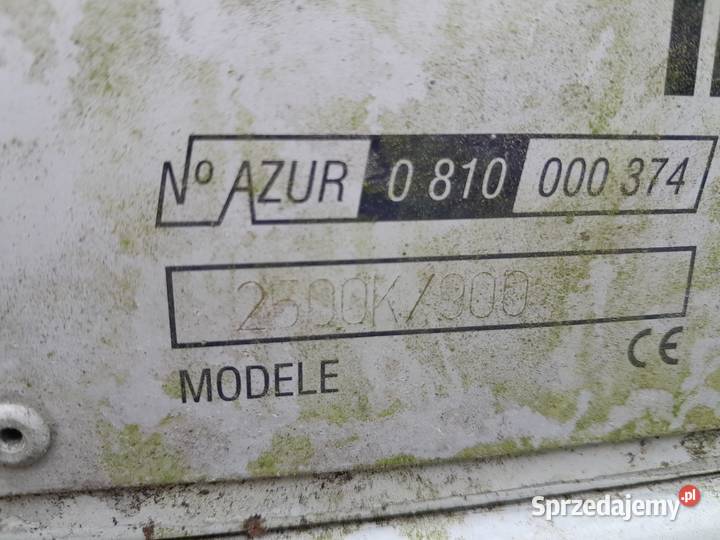 Nº AZUR 0 810 000 374
2500K/900
MODELE CE
Sprzedajemy.pl